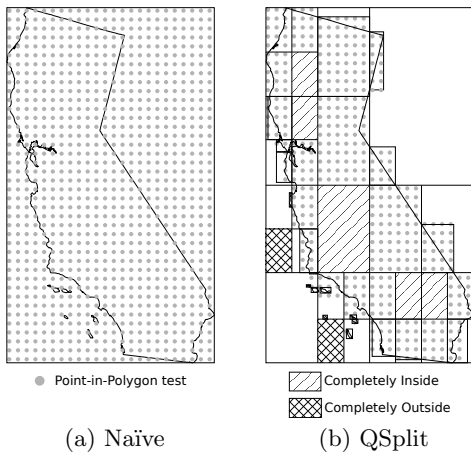 Point-in-Polygon test
Completely Inside
Completely Outside
(a) Naïve
(b) QSplit